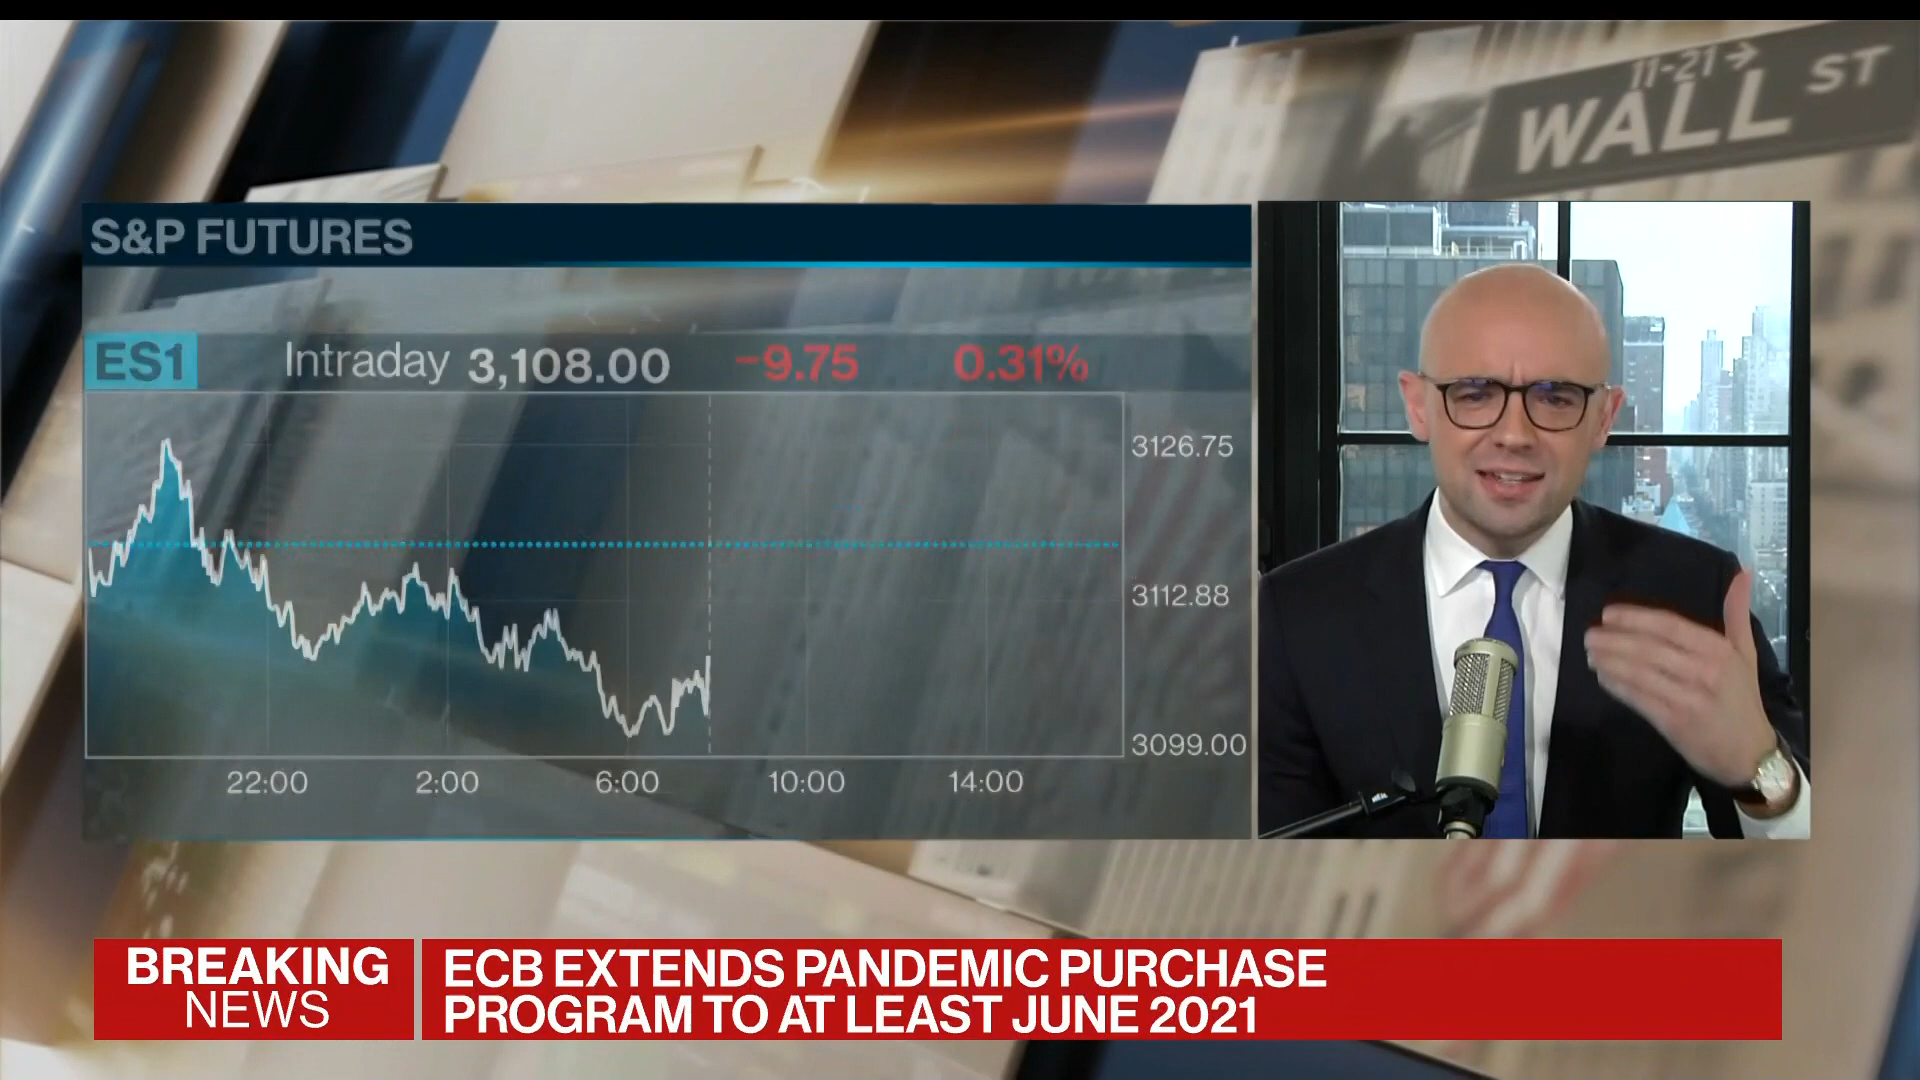 11-21→
WALL ST
S&P FUTURES
ES1 Intraday 3,108.00 -9.75 0.31%
3126.75
3112.88
3099.00
22:00 2:00 6:00 10:00 14:00
BREAKING
NEWS
ECB EXTENDS PANDEMIC PURCHASE
PROGRAM TO AT LEAST JUNE 2021